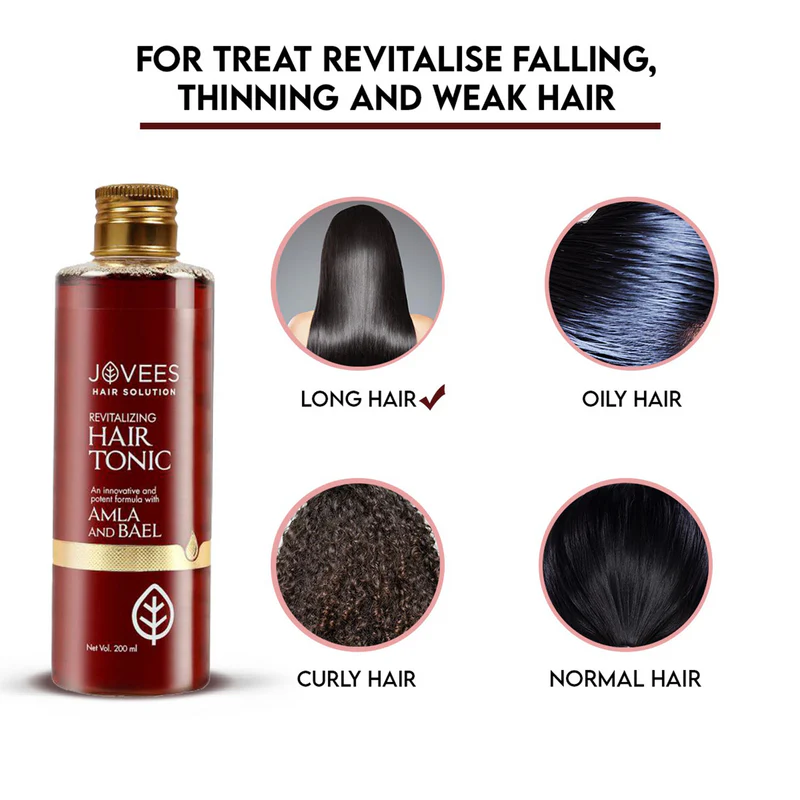 FOR TREAT REVITALISE FALLING,
THINNING AND WEAK HAIR
JOVEES
HAIR SOLUTION
REVITALIZING
HAIR
TONIC
An innovative and
potent formula with
AMLA
AND BAEL
Net Vol. 200 ml
LONG HAIR
OILY HAIR
CURLY HAIR
NORMAL HAIR